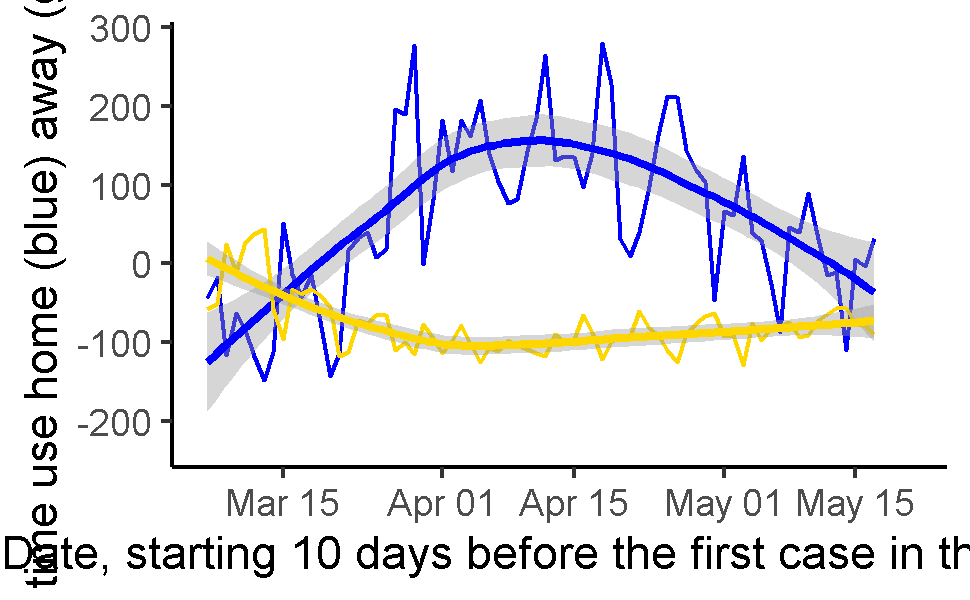 time use home (blue) away (
300
200
100
0
-100
-200
Mar 15 Apr 01 Apr 15 May 01 May 15
Date, starting 10 days before the first case in th